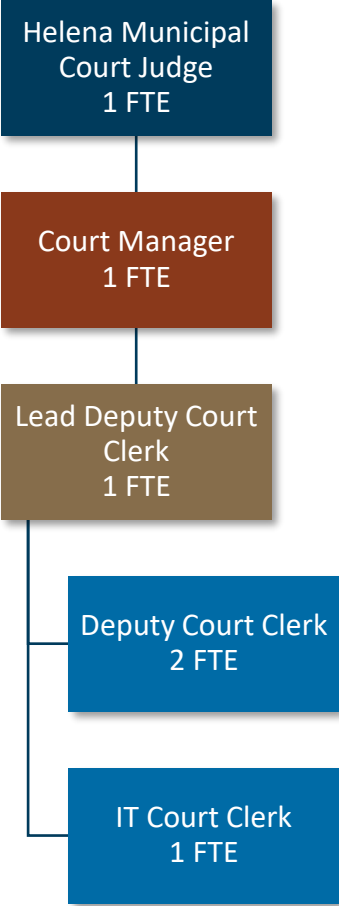 Helena Municipal
Court Judge
1 FTE
Court Manager
1 FTE
Lead Deputy Court
Clerk
1 FTE
Deputy Court Clerk
2 FTE
IT Court Clerk
1 FTE